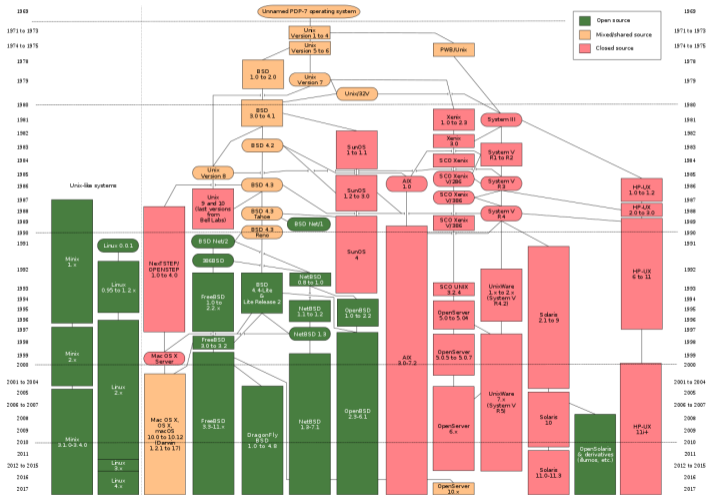 1969
Unnamed PDP-7 operating system
1969
Open source
Mixed/shared source
Closed source
1971 to 1973
Unix
Version 1 to 4
1971 to 1973
1974 to 1975
Unix
Version 5 to 6
PWB/Unix
1974 to 1975
1978
BSD
1.0 to 2.0
1978
1979
Unix
Version 7
Unix/32V
1979
1980
BSD
3.0 to 4.1
1980
1981
Xenix
1.0 to 2.3
System III
1981
1982
SunOS
1 to 1.1
Xenix
3.0
1982
1983
BSD 4.2
SCO Xenix
System V
R1 to R2
1983
1984
1984
1985
Unix
Version 8
SCO Xenix
V/286
1985
1986
BSD 4.3
AIX
1.0
System V
R3
HP-UX
1.0 to 1.2
1986
Unix-like systems
1987
Unix
9 and 10
(last versions
from
Bell Labs)
SunOS
1.2 to 3.0
SCO Xenix
V/386
HP-UX
2.0 to 3.0
1987
1988
BSD 4.3
Tahoe
System V
R4
1988
1989
BSD Net/1
SCO Xenix
V/386
1989
1990
BSD 4.3
Reno
1990
1991
Linux 0.0.1
BSD Net/2
SunOS
4
1991
Minix
1.x
NexTSTEP/
OPENSTEP
1.0 to 4.0
386BSD
HP-UX
6 to 11
1992
Linux
0.95 to 1.2.x
BSD
4.4-Lite
&
Lite Release 2
NetBSD
0.8 to 1.0
SCO UNIX
3.2.4
UnixWare
1.x to 2.x
(System V
R4.2)
1992
1993
FreeBSD
1.0 to
2.2.x
1993
1994
NetBSD
1.1 to 1.2
OpenBSD
1.0 to 2.2
OpenServer
5.0 to 5.04
Solaris
2.1 to 9
1994
1995
1995
1996
NetBSD 1.3
1996
1997
FreeBSD
3.0 to 3.2
1997
1998
Minix
2.x
Mac OS X
Server
AIX
3.0-7.2
OpenServer
5.0.5 to 5.0.7
1998
1999
1999
2000
2000
2001 to 2004
Linux
2.x
2001 to 2004
2005
UnixWare
7.x
(System V
R5)
2005
2006 to 2007
Mac OS X,
OS X,
macOS
10.0 to 10.12
(Darwin
1.2.1 to 17)
FreeBSD
3.3-11.x
NetBSD
1.3-7.1
OpenBSD
2.3-6.1
Solaris
10
2006 to 2007
2008
OpenServer
6.x
HP-UX
11i+
2008
2009
2009
2010
Minix
3.1.0-3.4.0
DragonFly
BSD
1.0 to 4.8
2010
2011
OpenSolaris
& derivatives
(illumos, etc.)
2011
2012 to 2015
Linux
3.x
2012 to 2015
2016
Linux
4.x
Solaris
11.0-11.3
2016
2017
OpenServer
10.x
2017